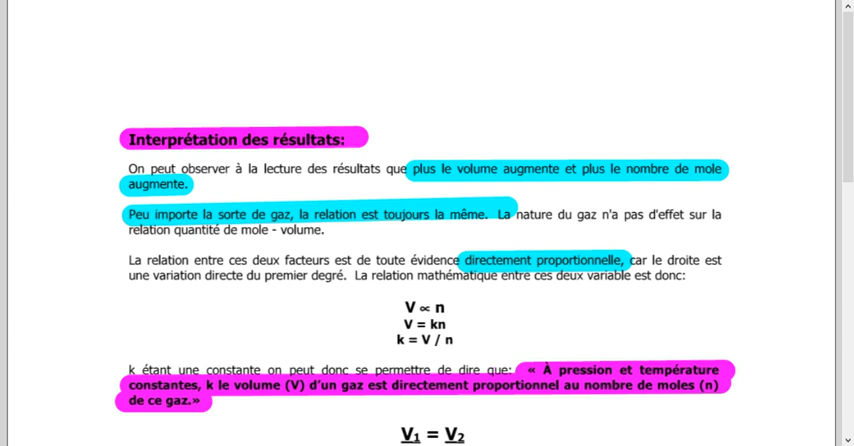 Interprétation des résultats:
On peut observer à la lecture des résultats que plus le volume augmente et plus le nombre de mole
augmente.
Peu importe la sorte de gaz, la relation est toujours la même. La nature du gaz n'a pas d'effet sur la
relation quantité de mole - volume.
La relation entre ces deux facteurs est de toute évidence directement proportionnelle, car le droite est
une variation directe du premier degré. La relation mathématique entre ces deux variable est donc:
V ∝ n
V = kn
k = V / n
k étant une constante on peut donc se permettre de dire que: « À pression et température
constantes, k le volume (V) d'un gaz est directement proportionnel au nombre de moles (n)
de ce gaz.»
V₁ = V₂